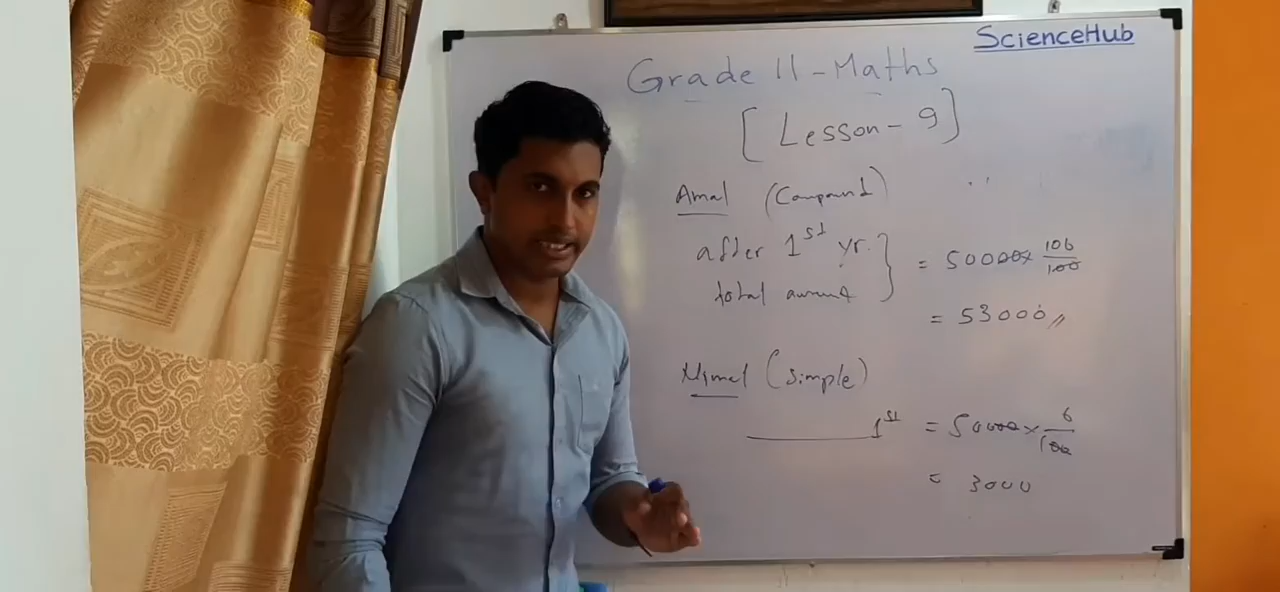 ScienceHub
Grade 11 - Maths
[ Lesson - 9 ]
Amal (Compound)
after 1st yr. } = 50000 × 106/100
total amount
= 53000 //
Nimal (Simple)
1st = 50000 × 6/100
= 3000